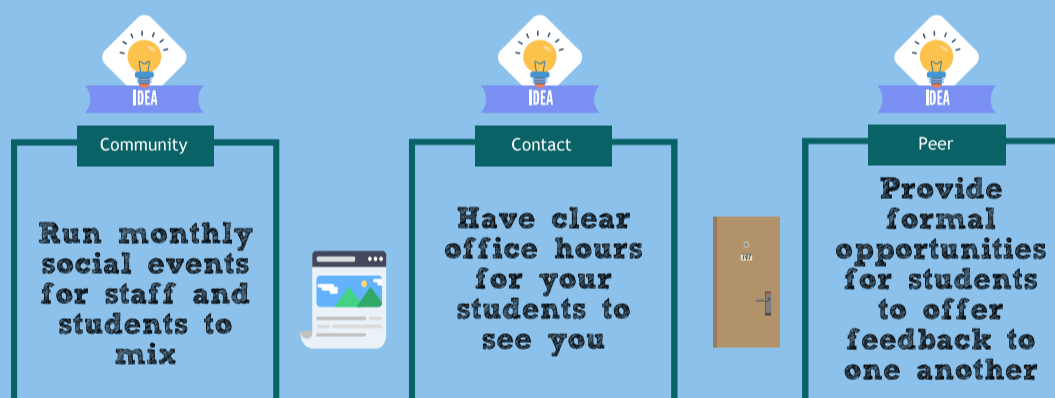 IDEA
Community
Run monthly
social events
for staff and
students to
mix
IDEA
Contact
Have clear
office hours
for your
students to
see you
IDEA
Peer
Provide
formal
opportunities
for students
to offer
feedback to
one another